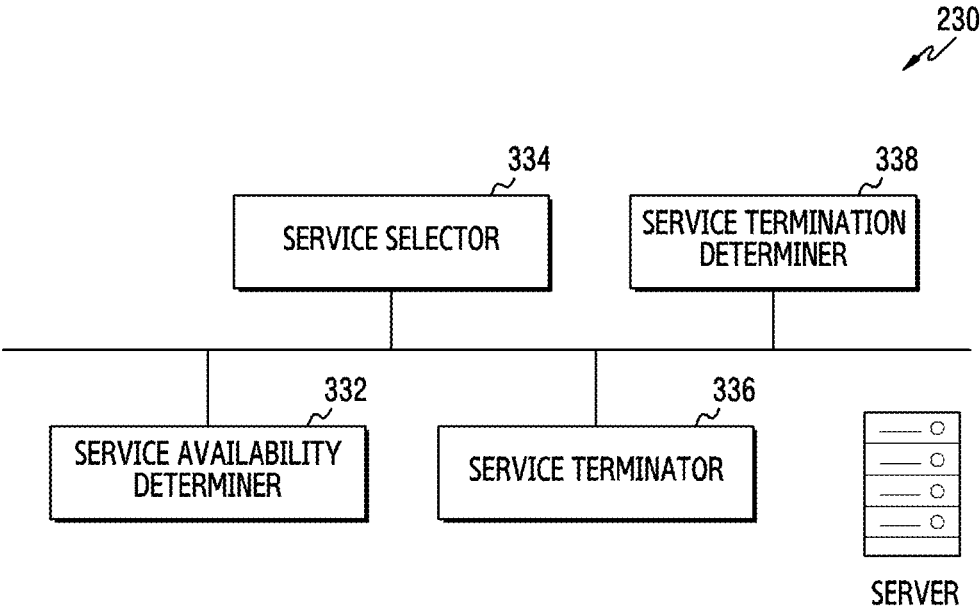 230
334
338
SERVICE SELECTOR
SERVICE TERMINATION
DETERMINER
332
336
SERVICE AVAILABILITY
DETERMINER
SERVICE TERMINATOR
SERVER